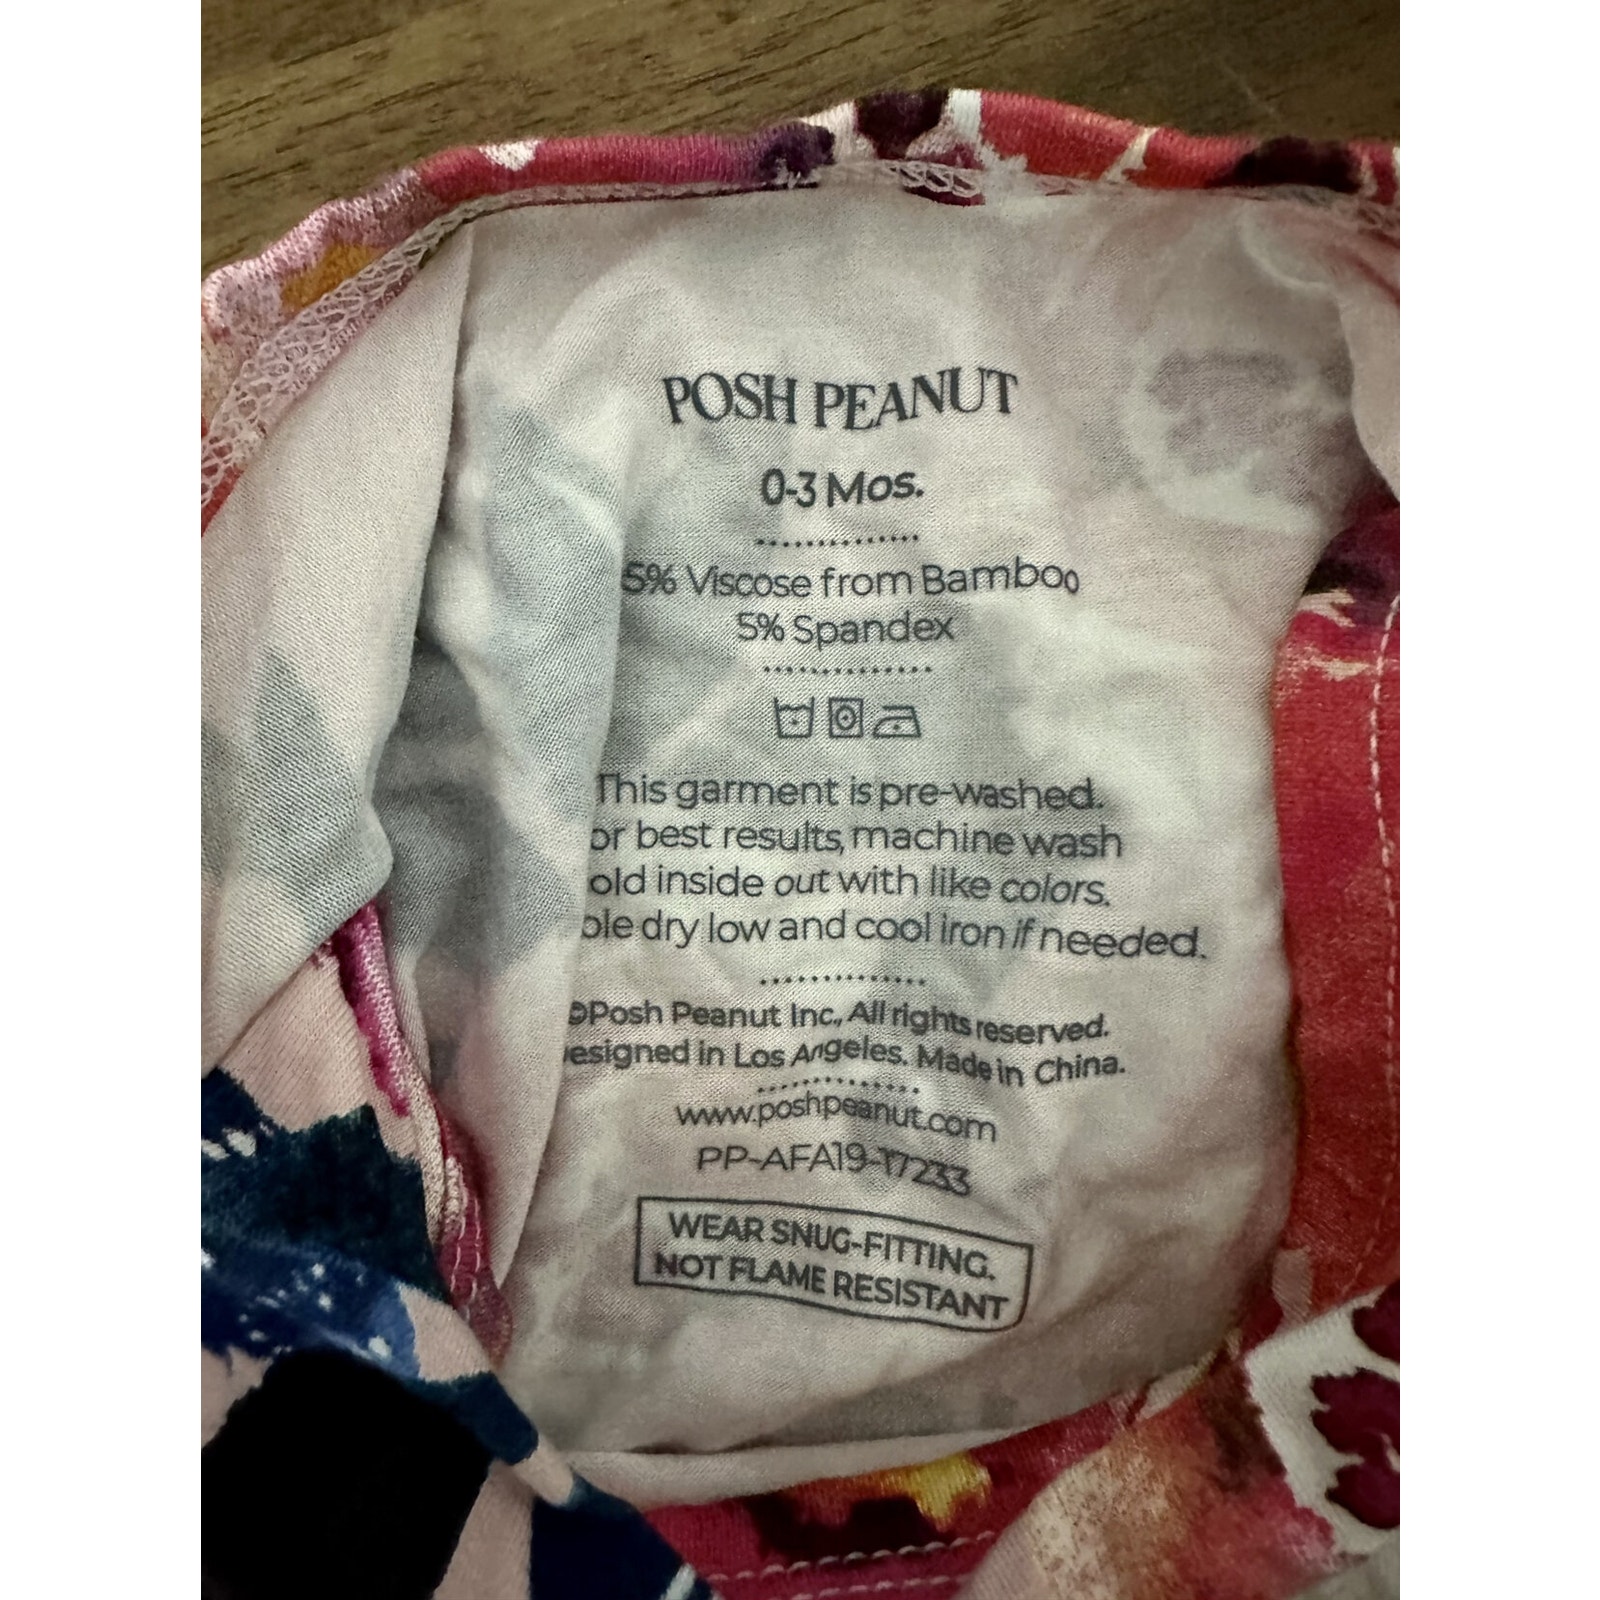 POSH PEANUT
0-3 Mos.
5% Viscose from Bamboo
5% Spandex
This garment is pre-washed.
or best results, machine wash
old inside out with like colors.
ble dry low and cool iron if needed.
©Posh Peanut Inc., All rights reserved.
esigned in Los Angeles. Made in China.
www.poshpeanut.com
PP-AFA19-17233
WEAR SNUG-FITTING.
NOT FLAME RESISTANT